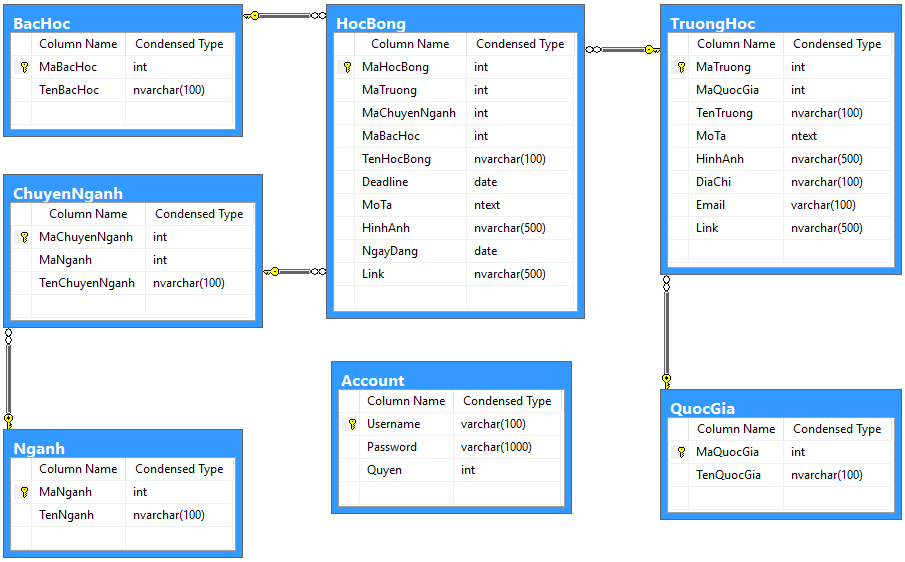 BacHoc
Column Name Condensed Type
MaBacHoc int
TenBacHoc nvarchar(100)
HocBong
Column Name Condensed Type
MaHocBong int
MaTruong int
MaChuyenNganh int
MaBacHoc int
TenHocBong nvarchar(100)
Deadline date
MoTa ntext
HinhAnh nvarchar(500)
NgayDang date
Link nvarchar(500)
TruongHoc
Column Name Condensed Type
MaTruong int
MaQuocGia int
TenTruong nvarchar(100)
MoTa ntext
HinhAnh nvarchar(500)
DiaChi nvarchar(100)
Email varchar(100)
Link nvarchar(500)
ChuyenNganh
Column Name Condensed Type
MaChuyenNganh int
MaNganh int
TenChuyenNganh nvarchar(100)
Account
Column Name Condensed Type
Username varchar(100)
Password varchar(1000)
Quyen int
QuocGia
Column Name Condensed Type
MaQuocGia int
TenQuocGia nvarchar(100)
Nganh
Column Name Condensed Type
MaNganh int
TenNganh nvarchar(100)